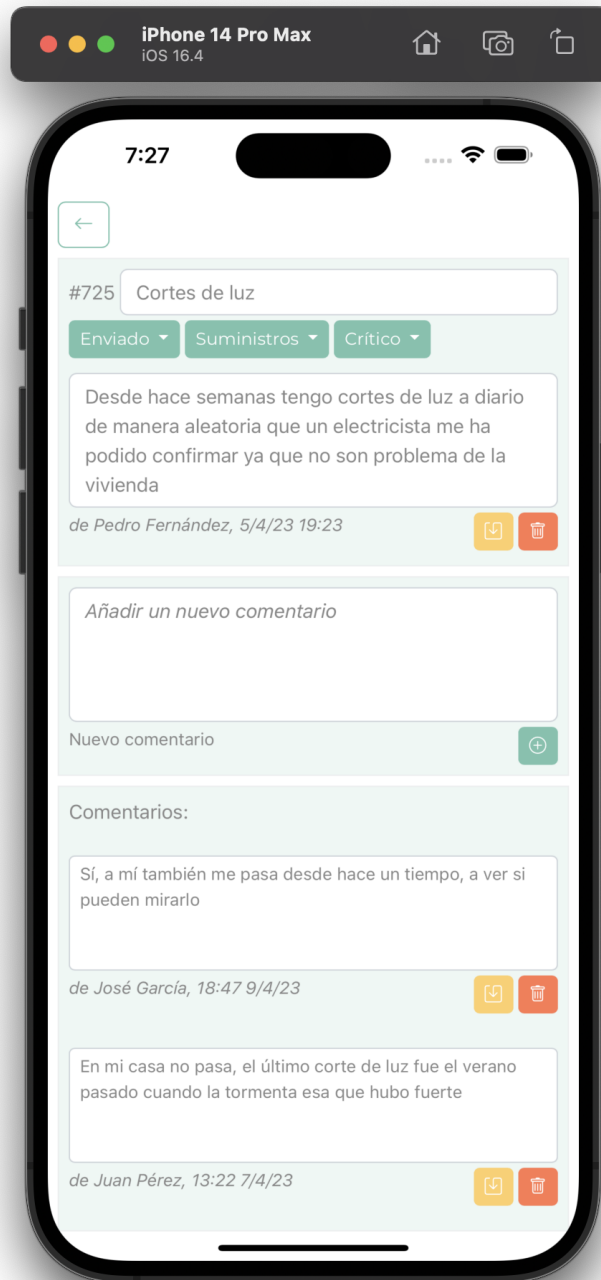 iPhone 14 Pro Max
iOS 16.4
7:27
#725 Cortes de luz
Enviado Suministros Crítico
Desde hace semanas tengo cortes de luz a diario
de manera aleatoria que un electricista me ha
podido confirmar ya que no son problema de la
vivienda
de Pedro Fernández, 5/4/23 19:23
Añadir un nuevo comentario
Nuevo comentario
Comentarios:
Sí, a mí también me pasa desde hace un tiempo, a ver si
pueden mirarlo
de José García, 18:47 9/4/23
En mi casa no pasa, el último corte de luz fue el verano
pasado cuando la tormenta esa que hubo fuerte
de Juan Pérez, 13:22 7/4/23